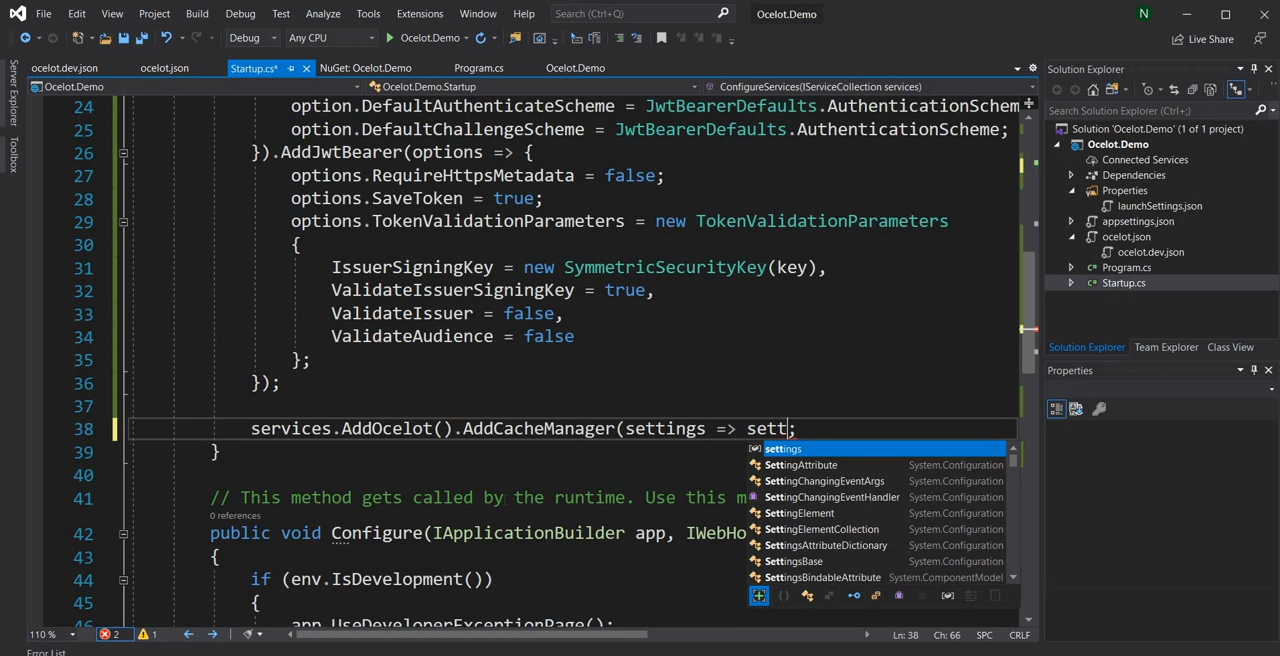 File Edit View Project Build Debug Test Analyze Tools Extensions Window Help Search (Ctrl+Q) Ocelot.Demo N
Debug Any CPU Ocelot.Demo Live Share
ocelot.dev.json ocelot.json Startup.cs* NuGet: Ocelot.Demo Program.cs Ocelot.Demo
Ocelot.Demo Ocelot.Demo.Startup ConfigureServices(IServiceCollection services)
Server Explorer
Toolbox
24 option.DefaultAuthenticateScheme = JwtBearerDefaults.AuthenticationSchem
25 option.DefaultChallengeScheme = JwtBearerDefaults.AuthenticationScheme;
26 }).AddJwtBearer(options => {
27 options.RequireHttpsMetadata = false;
28 options.SaveToken = true;
29 options.TokenValidationParameters = new TokenValidationParameters
30 {
31 IssuerSigningKey = new SymmetricSecurityKey(key),
32 ValidateIssuerSigningKey = true,
33 ValidateIssuer = false,
34 ValidateAudience = false
35 };
36 });
37
38 services.AddOcelot().AddCacheManager(settings => sett;
39 }
40
41 // This method gets called by the runtime. Use this m
0 references
42 public void Configure(IApplicationBuilder app, IWebHo
43 {
44 if (env.IsDevelopment())
45 {
46 app.UseDeveloperExceptionPage();
settings
SettingAttribute System.Configuration
SettingChangingEventArgs System.Configuration
SettingChangingEventHandler System.Configuration
SettingElement System.Configuration
SettingElementCollection System.Configuration
SettingsAttributeDictionary System.Configuration
SettingsBase System.Configuration
SettingsBindableAttribute System.ComponentModel
110 % 2 1 Ln: 38 Ch: 66 SPC CRLF
Error List
Solution Explorer
Search Solution Explorer (Ctrl+;)
Solution 'Ocelot.Demo' (1 of 1 project)
Ocelot.Demo
Connected Services
Dependencies
Properties
launchSettings.json
appsettings.json
ocelot.json
ocelot.dev.json
C# Program.cs
C# Startup.cs
Solution Explorer Team Explorer Class View
Properties